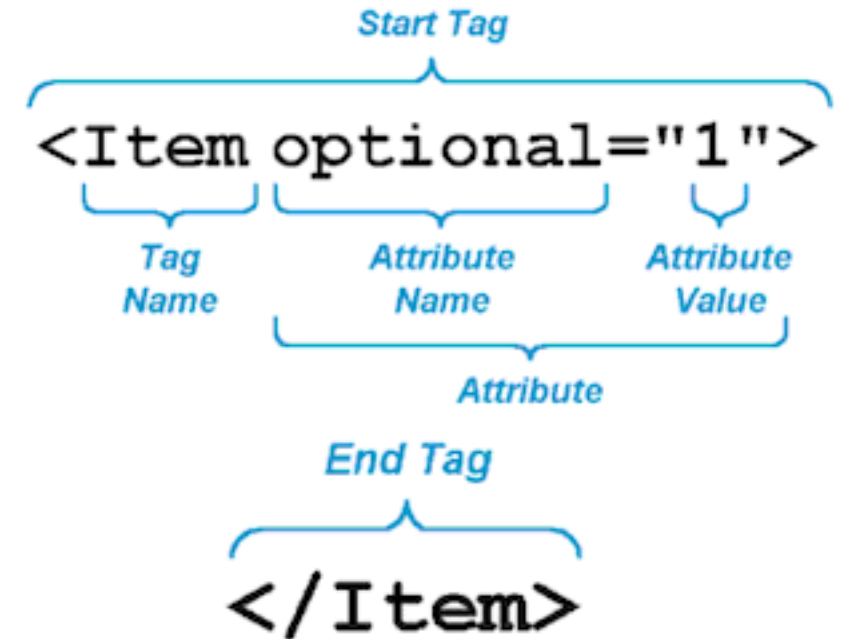 Start Tag
<Item optional="1">
Tag Name
Attribute Name
Attribute Value
Attribute
End Tag
</Item>